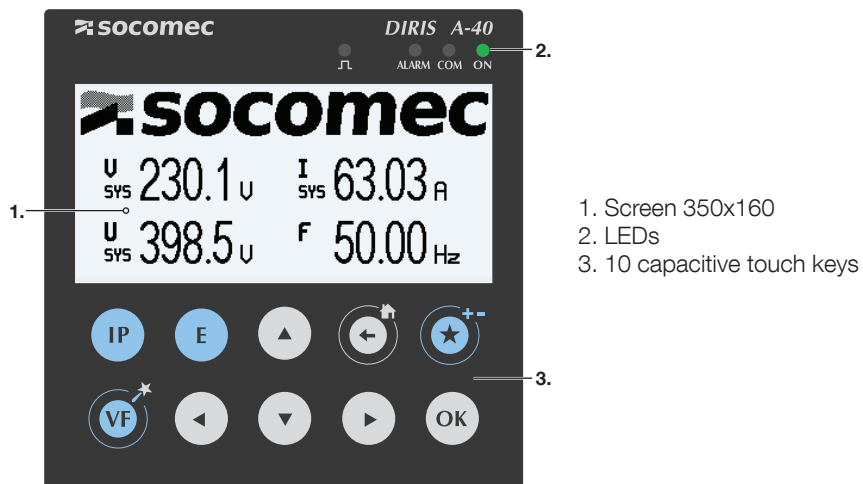 socomec
DIRIS A-40
ALARM COM ON
2.
socomec
V SYS 230.1 V
I SYS 63.03 A
1.
U SYS 398.5 V
F 50.00 Hz
1. Screen 350x160
2. LEDs
3. 10 capacitive touch keys
IP E
3.
VF OK